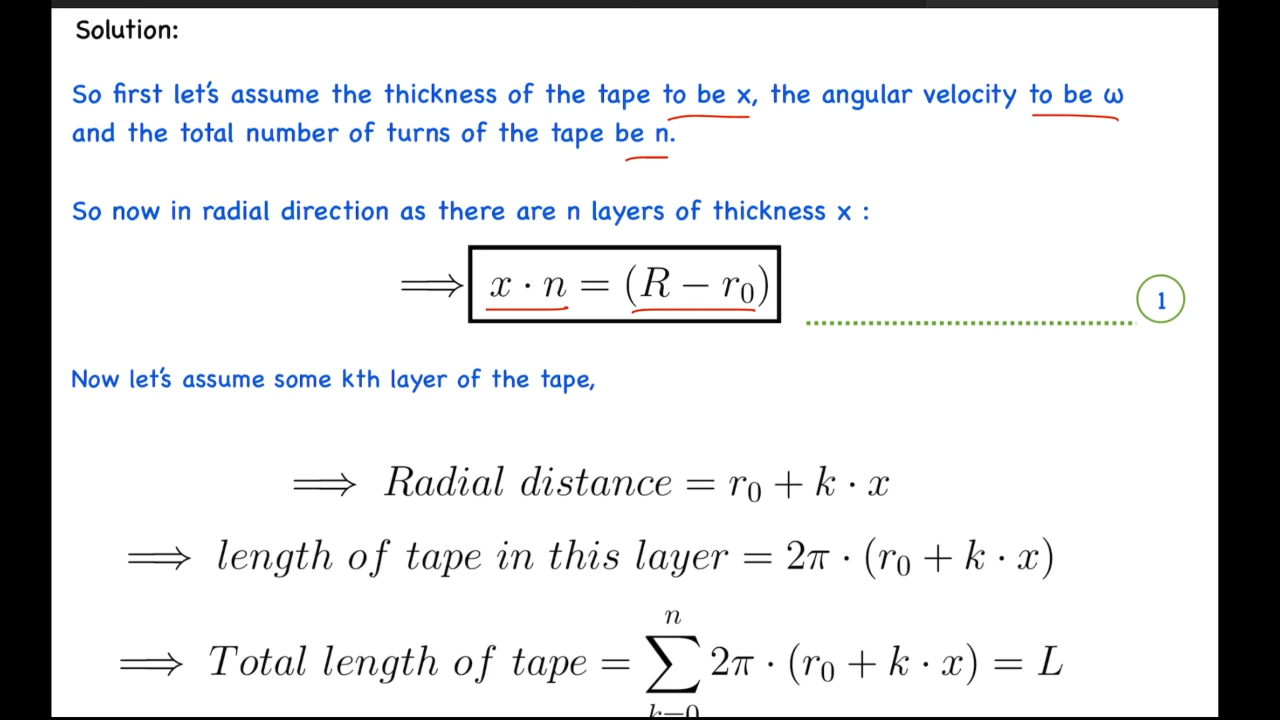 Solution:
So first let's assume the thickness of the tape to be x, the angular velocity to be ω
and the total number of turns of the tape be n.
So now in radial direction as there are n layers of thickness x :
⟹ x · n = (R − r₀)
1
Now let's assume some kth layer of the tape,
⟹ Radial distance = r₀ + k · x
⟹ length of tape in this layer = 2π · (r₀ + k · x)
n
⟹ Total length of tape = ∑ 2π · (r₀ + k · x) = L
k=0